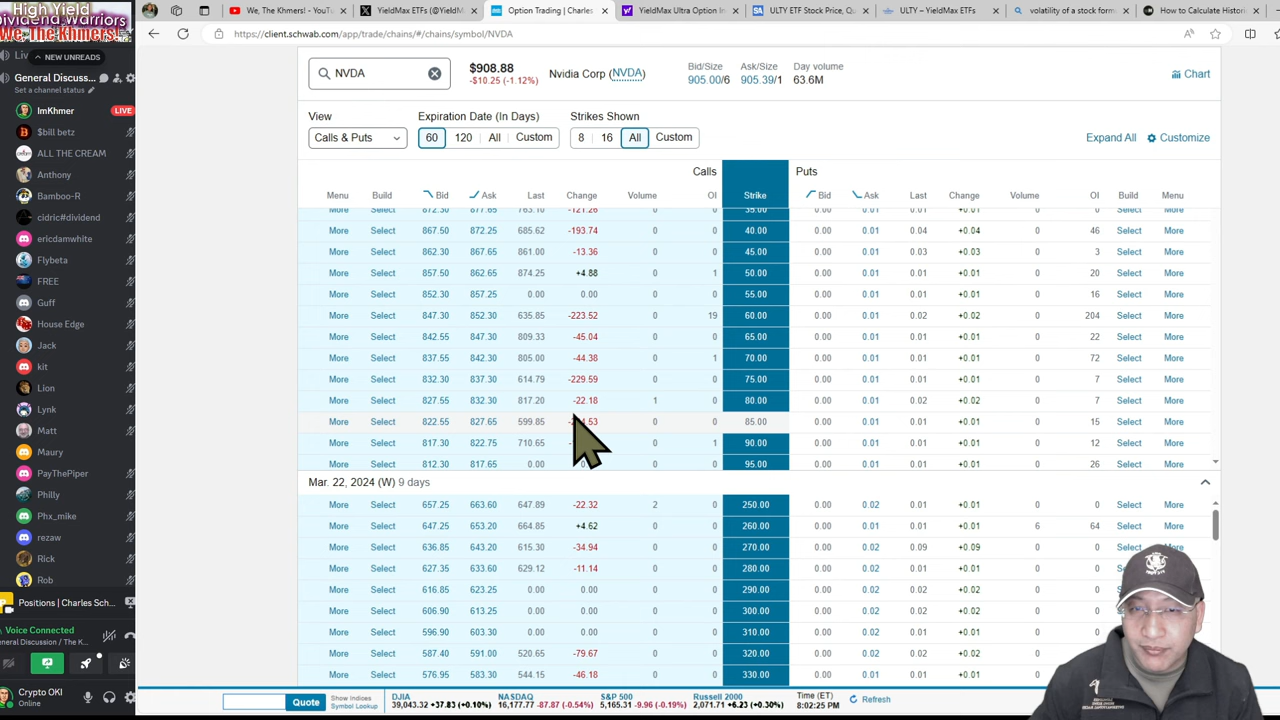 High Yield
Dividend Warriors
We The Khmers!
We, The Khmers! - YouTu
YieldMax ETFs (@YieldMa
Option Trading | Charles
YieldMax Ultra Option In
ULTY ETF Stock Price, Qu
ULTY – YieldMax ETFs
volatility of a stock form
How to Calculate Histori
https://client.schwab.com/app/trade/chains/#/chains/symbol/NVDA
NEW UNREADS
General Discuss...
Set a channel status
ImKhmer LIVE
$bill betz
ALL THE CREAM
Anthony
Bamboo-R
cidric#dividend
ericdamwhite
Flybeta
FREE
Guff
House Edge
Jack
kit
Lion
Lynk
Matt
Maury
PayThePiper
Philly
Phx_mike
rezaw
Rick
Rob
Positions | Charles Sch...
Voice Connected
General Discussion / The K...
Crypto OKI
Online
NVDA
$908.88
-$10.25 (-1.12%)
Nvidia Corp (NVDA)
Bid/Size
905.00/6
Ask/Size
905.39/1
Day volume
63.6M
Chart
View
Calls & Puts
Expiration Date (In Days)
60 120 All Custom
Strikes Shown
8 16 All Custom
Expand All Customize
Calls Puts
Menu Build Bid Ask Last Change Volume OI Strike Bid Ask Last Change Volume OI Build Menu
More Select 872.30 877.65 763.10 -121.26 0 0 35.00 0.00 0.01 0.01 +0.01 0 0 Select More
More Select 867.50 872.25 685.62 -193.74 0 0 40.00 0.00 0.01 0.04 +0.04 0 46 Select More
More Select 862.30 867.25 861.00 -13.36 0 0 45.00 0.00 0.01 0.03 +0.03 0 3 Select More
More Select 857.50 862.65 874.25 +4.88 0 1 50.00 0.00 0.01 0.01 +0.01 0 20 Select More
More Select 852.30 857.25 0.00 0.00 0 0 55.00 0.00 0.01 0.01 +0.01 0 16 Select More
More Select 847.30 852.30 635.85 -223.52 0 19 60.00 0.00 0.01 0.02 +0.02 0 204 Select More
More Select 842.55 847.30 809.33 -45.04 0 0 65.00 0.00 0.01 0.01 +0.01 0 22 Select More
More Select 837.55 842.30 805.00 -44.38 0 1 70.00 0.00 0.01 0.01 +0.01 0 72 Select More
More Select 832.30 837.30 614.79 -229.59 0 0 75.00 0.00 0.01 0.01 +0.01 0 7 Select More
More Select 827.55 832.30 817.20 -22.18 1 0 80.00 0.00 0.01 0.02 +0.02 0 7 Select More
More Select 822.55 827.65 599.85 0 0 85.00 0.00 0.01 0.01 +0.01 0 15 Select More
More Select 817.30 822.75 710.65 0 1 90.00 0.00 0.01 0.01 +0.01 0 12 Select More
More Select 812.30 817.65 0.00 0 0 95.00 0.00 0.01 0.01 +0.01 0 26 Select More
Mar. 22, 2024 (W) 9 days
More Select 657.25 663.60 647.89 -22.32 2 0 250.00 0.00 0.02 0.01 +0.01 0 0 Select More
More Select 647.25 653.20 664.85 +4.62 0 0 260.00 0.00 0.01 0.01 +0.01 6 64 Select More
More Select 636.85 643.20 615.30 -34.94 0 0 270.00 0.00 0.02 0.09 +0.09 0 0 Select More
More Select 627.35 633.60 629.12 -11.14 0 0 280.00 0.00 0.02 0.01 +0.01 0 0 Select
More Select 616.85 623.25 0.00 0.00 0 0 290.00 0.00 0.02 0.02 +0.02 0 0
More Select 606.90 613.25 0.00 0.00 0 0 300.00 0.00 0.02 0.02 +0.02 0 0
More Select 596.90 603.30 0.00 0.00 0 0 310.00 0.00 0.02 0.02 +0.02 0 0
More Select 587.40 591.00 520.65 -79.67 0 0 320.00 0.00 0.02 0.02 +0.02 0 0
More Select 576.95 583.30 544.15 -46.18 0 0 330.00 0.00 0.02 0.01 +0.01 0
Quote
Show Indices
Symbol Lookup
DJIA
39,043.32 +37.83 (+0.10%)
NASDAQ
16,177.77 -87.87 (-0.54%)
S&P 500
5,165.31 -9.96 (-0.19%)
Russell 2000
2,071.71 +6.23 (+0.30%)
Time (ET)
8:02:25 PM
Refresh